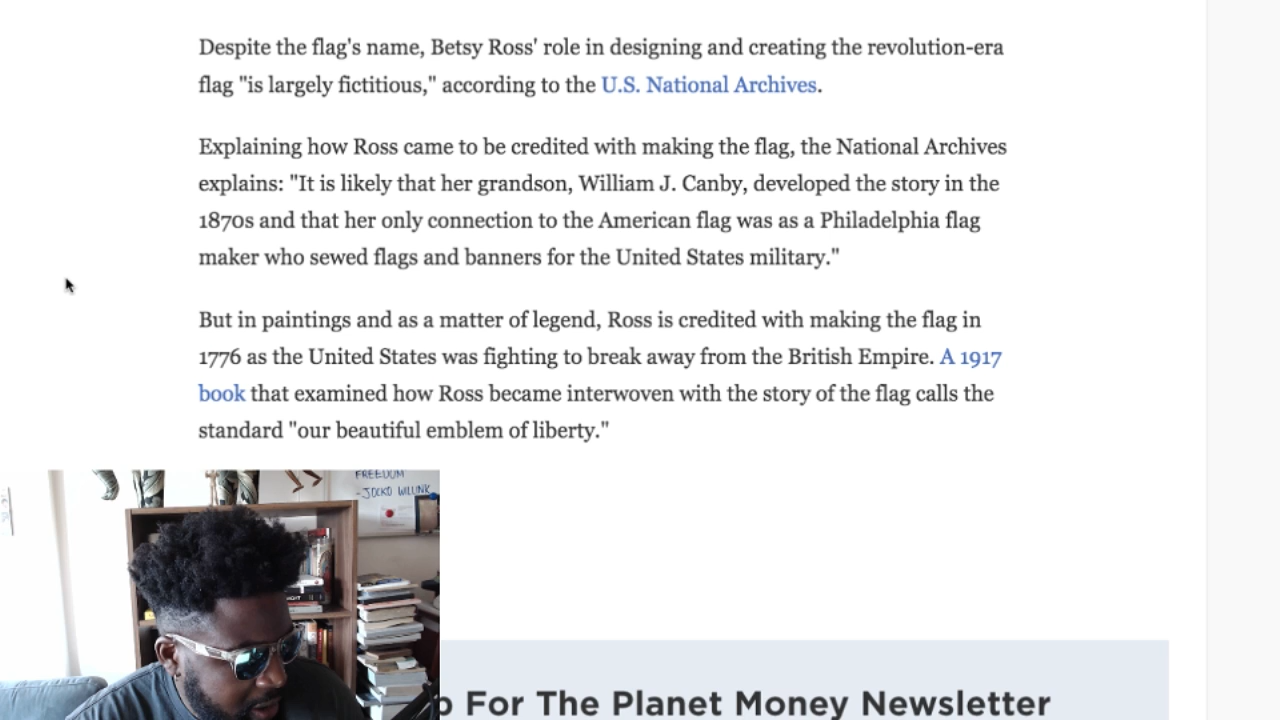 Despite the flag's name, Betsy Ross' role in designing and creating the revolution-era
flag "is largely fictitious," according to the U.S. National Archives.
Explaining how Ross came to be credited with making the flag, the National Archives
explains: "It is likely that her grandson, William J. Canby, developed the story in the
1870s and that her only connection to the American flag was as a Philadelphia flag
maker who sewed flags and banners for the United States military."
But in paintings and as a matter of legend, Ross is credited with making the flag in
1776 as the United States was fighting to break away from the British Empire. A 1917
book that examined how Ross became interwoven with the story of the flag calls the
standard "our beautiful emblem of liberty."
FREEDOM
-JOCKO WILLINK
For The Planet Money Newsletter